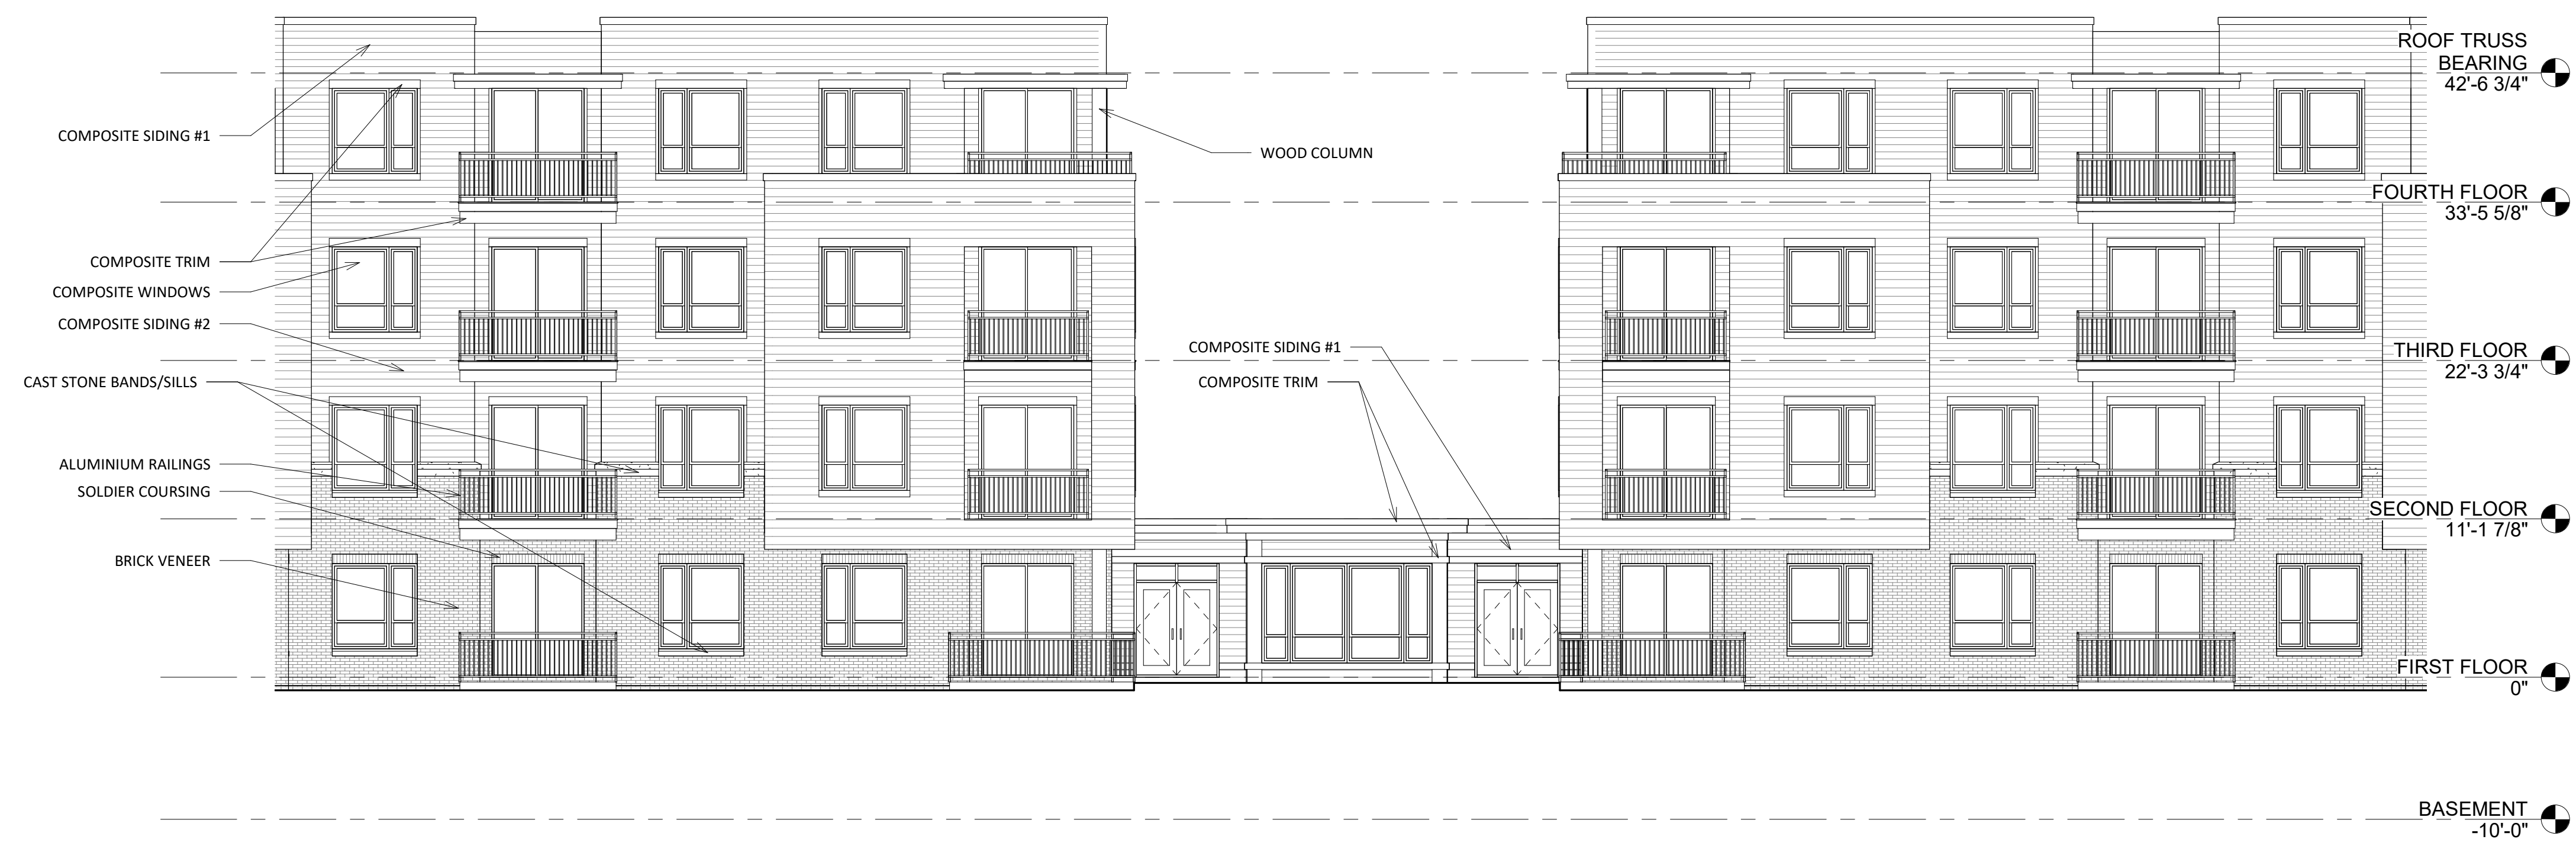 ROOF TRUSS
BEARING
42'-6 3/4"
COMPOSITE SIDING #1
WOOD COLUMN
FOURTH FLOOR
33'-5 5/8"
COMPOSITE TRIM
COMPOSITE WINDOWS
COMPOSITE SIDING #2
COMPOSITE SIDING #1
THIRD FLOOR
22'-3 3/4"
CAST STONE BANDS/SILLS
COMPOSITE TRIM
ALUMINIUM RAILINGS
SOLDIER COURSING
SECOND FLOOR
11'-1 7/8"
BRICK VENEER
FIRST FLOOR
0"
BASEMENT
-10'-0"